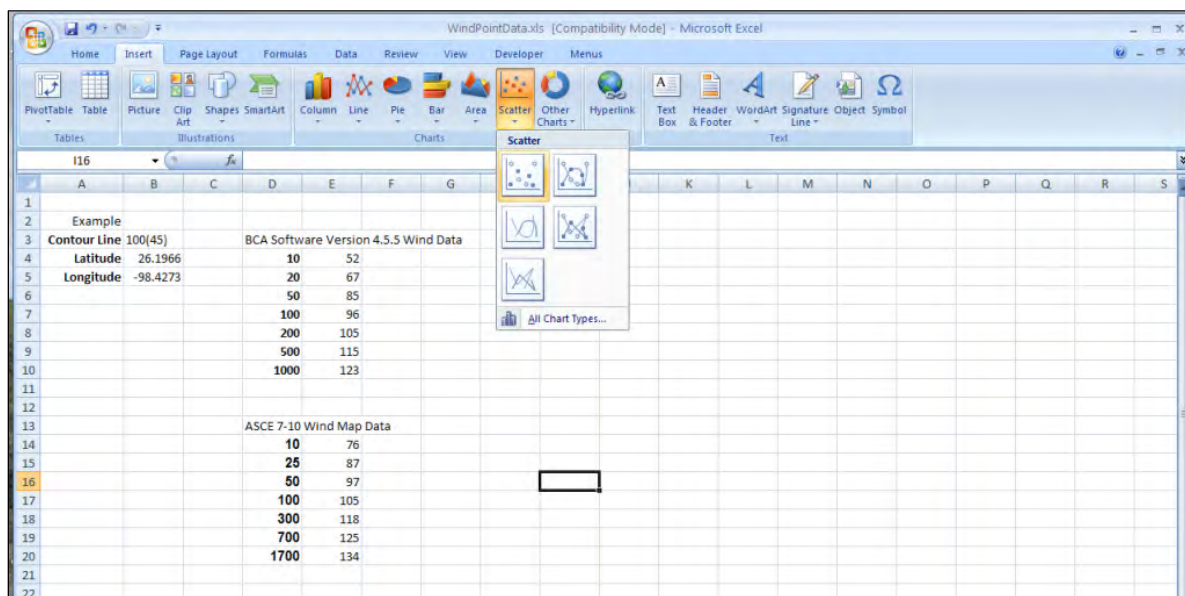 WindPointData.xls [Compatibility Mode] - Microsoft Excel
Home Insert Page Layout Formulas Data Review View Developer Menus
PivotTable Table Picture Clip Art Shapes SmartArt Column Line Pie Bar Area Scatter Other Charts Hyperlink Text Box Header & Footer WordArt Signature Line Object Symbol
Tables Illustrations Charts Text
Scatter
All Chart Types...
I16 fx
A B C D E F G K L M N O P Q R S
1
2 Example
3 Contour Line 100(45) BCA Software Version 4.5.5 Wind Data
4 Latitude 26.1966 10 52
5 Longitude -98.4273 20 67
6 50 85
7 100 96
8 200 105
9 500 115
10 1000 123
11
12
13 ASCE 7-10 Wind Map Data
14 10 76
15 25 87
16 50 97
17 100 105
18 300 118
19 700 125
20 1700 134
21
22